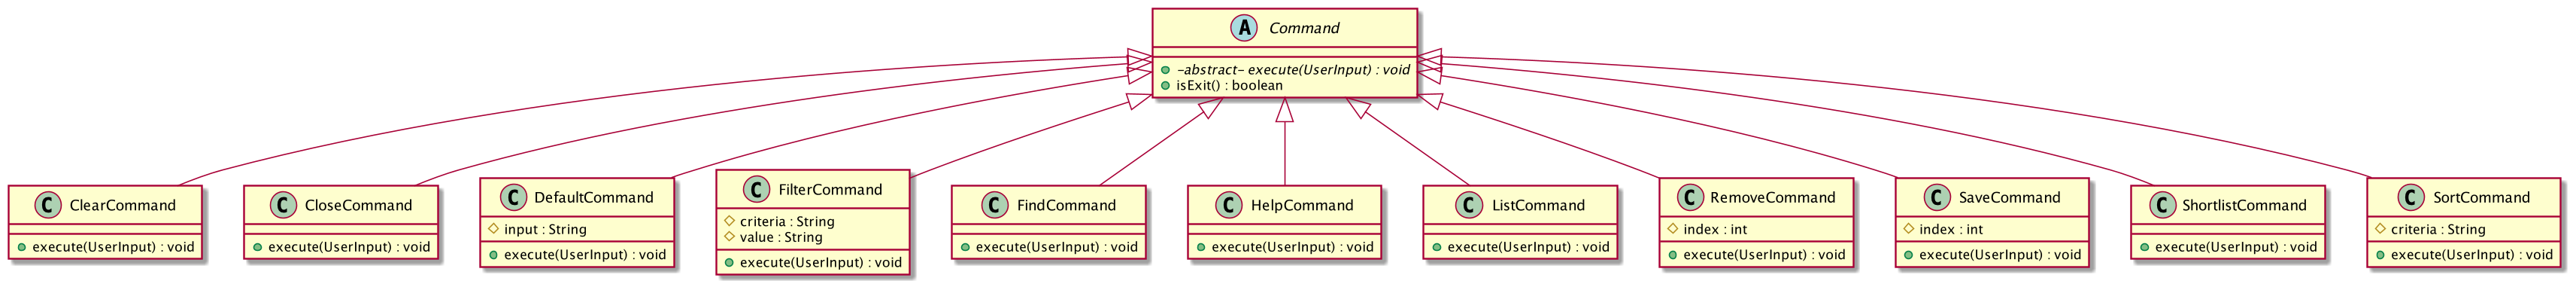 A Command
-abstract- execute(UserInput) : void
isExit() : boolean
C ClearCommand
execute(UserInput) : void
C CloseCommand
execute(UserInput) : void
C DefaultCommand
input : String
execute(UserInput) : void
C FilterCommand
criteria : String
value : String
execute(UserInput) : void
C FindCommand
execute(UserInput) : void
C HelpCommand
execute(UserInput) : void
C ListCommand
execute(UserInput) : void
C RemoveCommand
index : int
execute(UserInput) : void
C SaveCommand
index : int
execute(UserInput) : void
C ShortlistCommand
execute(UserInput) : void
C SortCommand
criteria : String
execute(UserInput) : void